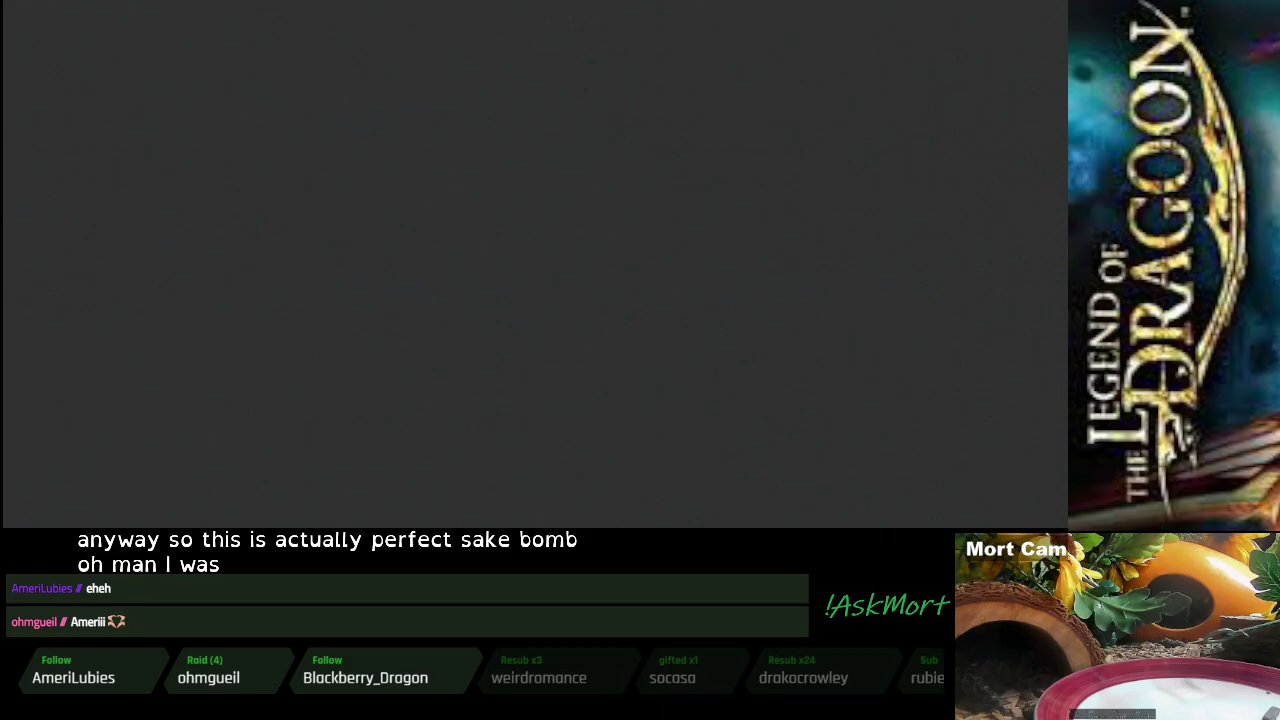 THE LEGEND OF
DRAGOON™
anyway so this is actually perfect sake bomb
oh man I was
AmeriLubies // eheh
ohmgueil // Ameriii
!AskMort
Mort Cam
Follow
AmeriLubies
Raid (4)
ohmgueil
Follow
Blackberry_Dragon
Resub x3
weirdromance
gifted x1
socasa
Resub x24
drakocrowley
Sub
rubie